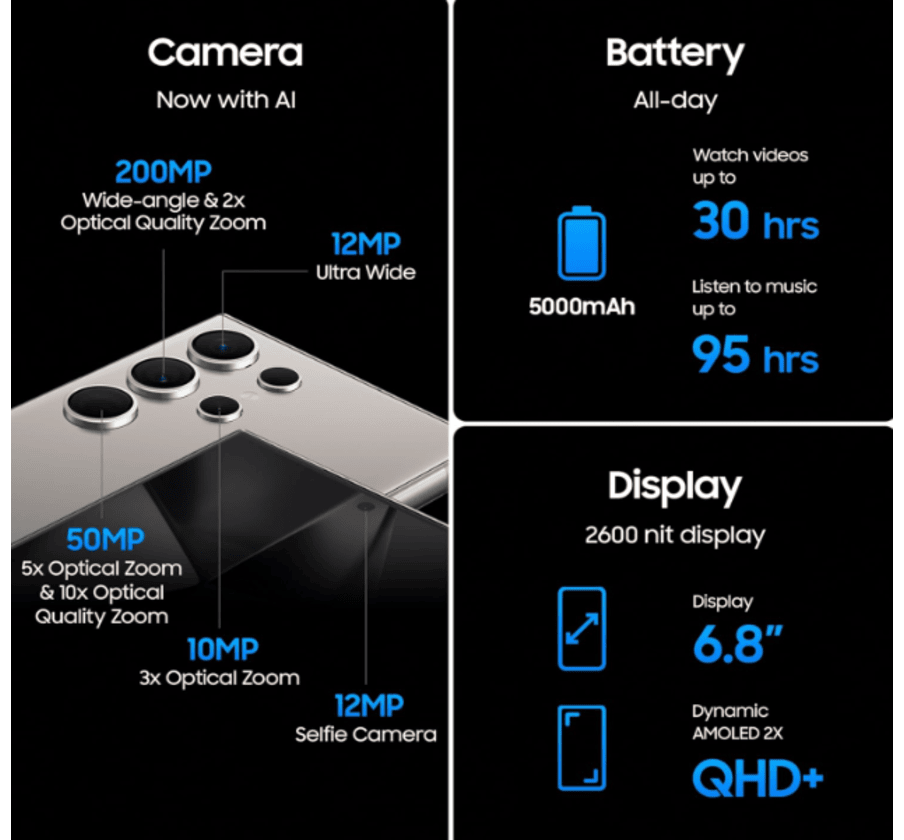 Camera
Now with AI
200MP
Wide-angle & 2x
Optical Quality Zoom
12MP
Ultra Wide
50MP
5x Optical Zoom
& 10x Optical
Quality Zoom
10MP
3x Optical Zoom
12MP
Selfie Camera
Battery
All-day
5000mAh
Watch videos
up to
30 hrs
Listen to music
up to
95 hrs
Display
2600 nit display
Display
6.8”
Dynamic
AMOLED 2X
QHD+